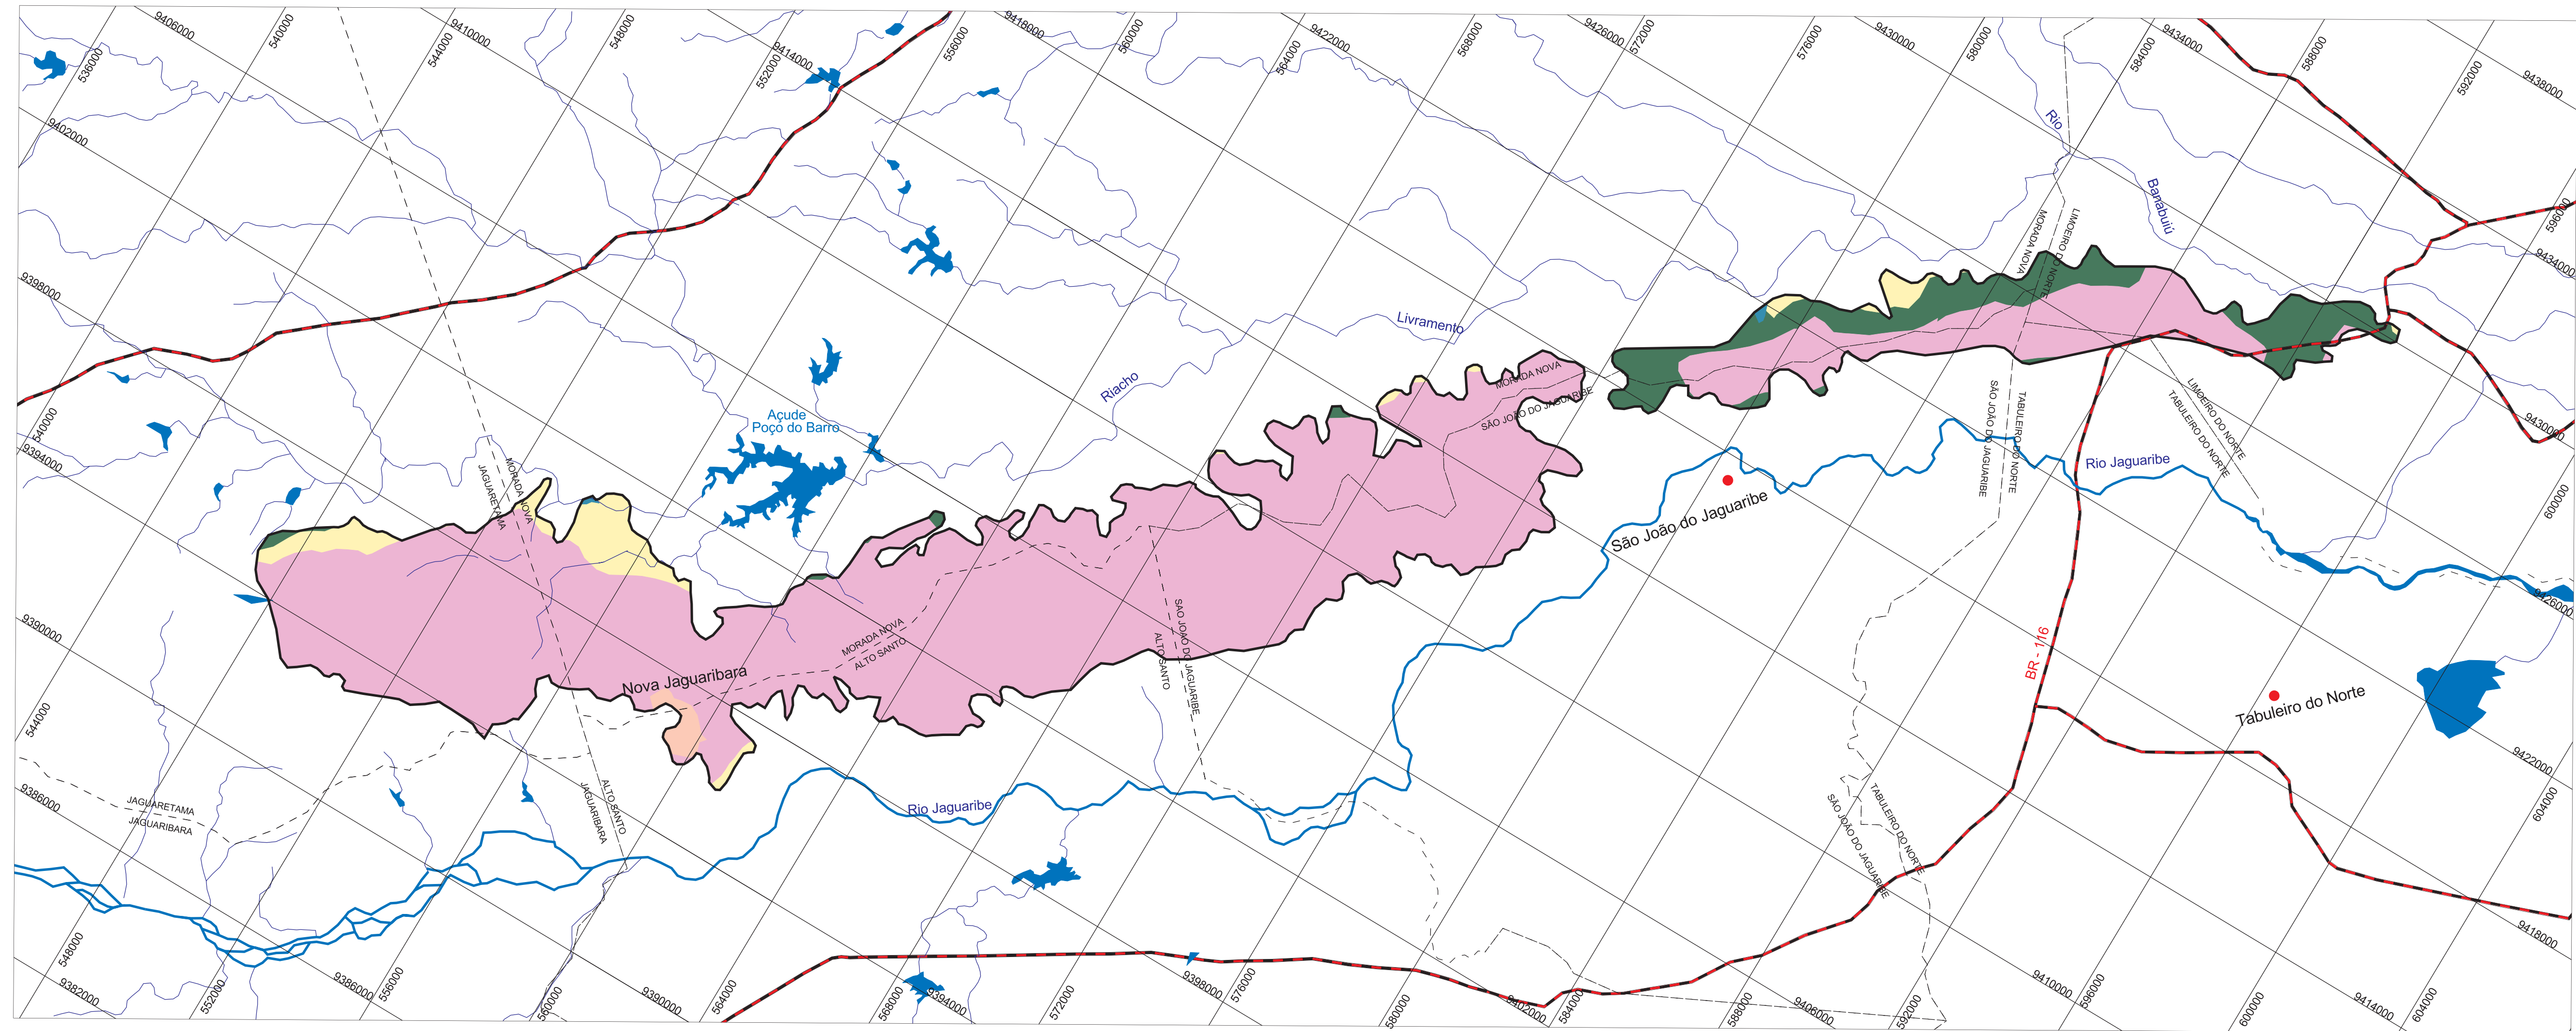 9406000
540000
9410000
548000
9418000
560000
9422000
568000
9426000
572000
9430000
580000
9434000
588000
536000
544000
9414000
552000
556000
564000
576000
584000
592000
9438000
9402000
Rio
Banabuiú
596000
MORADA NOVA
LIMOEIRO DO NORTE
9434000
9398000
Livramento
Riacho
MORADA NOVA
SÃO JOÃO DO JAGUARIBE
540000
Açude
Poço do Barro
LIMOEIRO DO NORTE
TABULEIRO DO NORTE
SÃO JOÃO DO JAGUARIBE
TABULEIRO DO NORTE
9430000
9394000
MORADA NOVA
JAGUARETAMA
Rio Jaguaribe
São João do Jaguaribe
600000
9390000
9426000
MORADA NOVA
ALTO SANTO
SÃO JOÃO DO JAGUARIBE
ALTO SANTO
Nova Jaguaribara
BR - 116
Tabuleiro do Norte
544000
9422000
9386000
JAGUARETAMA
JAGUARIBARA
ALTO SANTO
JAGUARIBARA
Rio Jaguaribe
TABULEIRO DO NORTE
SÃO JOÃO DO JAGUARIBE
604000
9418000
548000
9382000
552000
9386000
556000
560000
9390000
564000
568000
9394000
572000
9398000
576000
580000
9402000
584000
588000
9406000
592000
9410000
596000
600000
9414000
604000